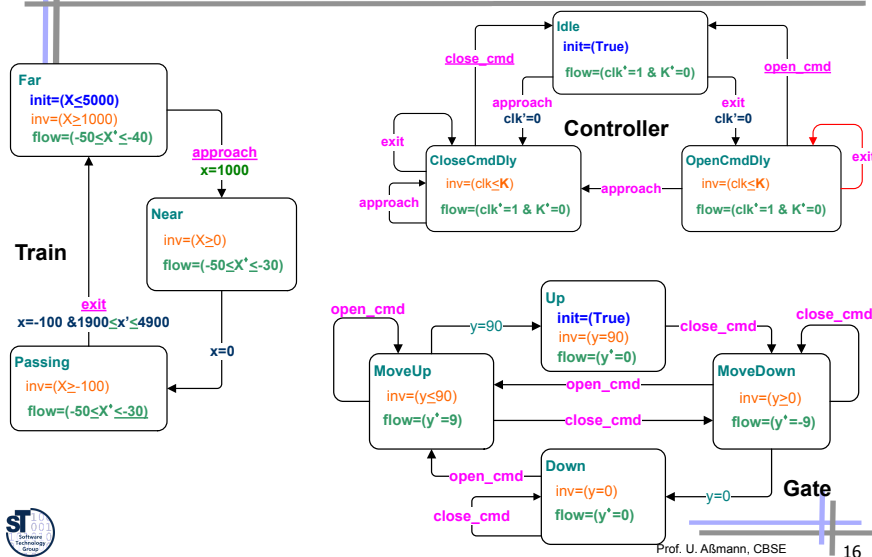 Far
init=(X≤5000)
inv=(X≥1000)
flow=(-50≤X♦≤-40)
approach
x=1000
Near
inv=(X≥0)
flow=(-50≤X♦≤-30)
Train
exit
x=-100 &1900≤x'≤4900
x=0
Passing
inv=(X≥-100)
flow=(-50≤X♦≤-30)
Idle
init=(True)
flow=(clk♦=1 & K♦=0)
close_cmd
open_cmd
approach
clk'=0
exit
clk'=0
Controller
exit
CloseCmdDly
inv=(clk≤K)
flow=(clk♦=1 & K♦=0)
approach
approach
OpenCmdDly
inv=(clk≤K)
flow=(clk♦=1 & K♦=0)
exit
Up
init=(True)
inv=(y=90)
flow=(y♦=0)
open_cmd
y=90
close_cmd
close_cmd
MoveUp
inv=(y≤90)
flow=(y♦=9)
open_cmd
close_cmd
MoveDown
inv=(y≥0)
flow=(y♦=-9)
Down
inv=(y=0)
flow=(y♦=0)
open_cmd
close_cmd
y=0
Gate
ST
Software
Technology
Group
Prof. U. Aßmann, CBSE
16